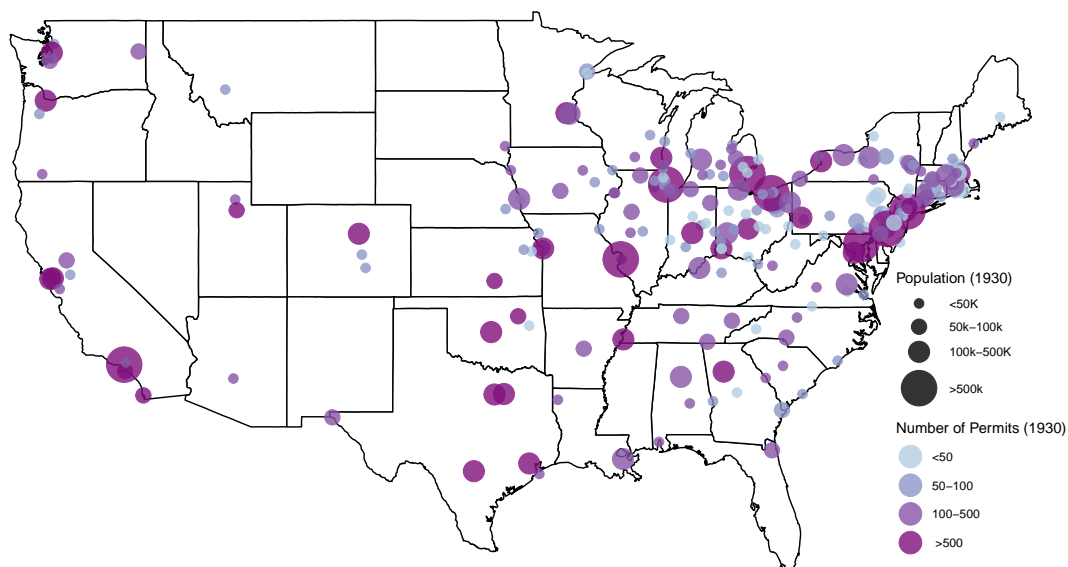 Population (1930)
<50K
50k−100k
100k−500K
>500k
Number of Permits (1930)
<50
50−100
100−500
>500